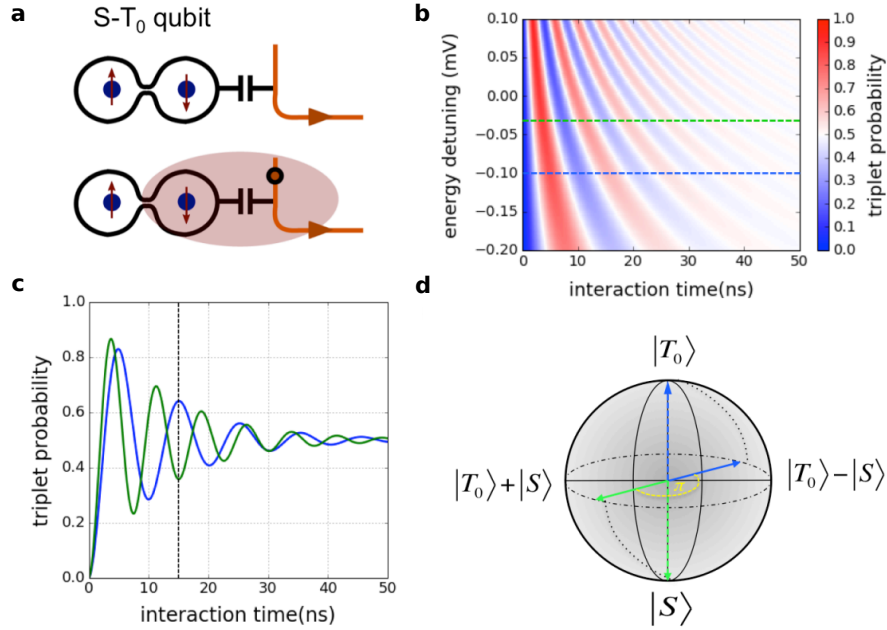 a
S-T₀ qubit
b
energy detuning (mV)
0.10
0.05
0.00
−0.05
−0.10
−0.15
−0.20
0 10 20 30 40 50
interaction time(ns)
1.0
0.9
0.8
0.7
0.6
0.5
0.4
0.3
0.2
0.1
0.0
triplet probability
c
triplet probability
1.0
0.8
0.6
0.4
0.2
0.0
0 10 20 30 40 50
interaction time(ns)
d
|T₀⟩
|T₀⟩+|S⟩
π
|T₀⟩−|S⟩
|S⟩